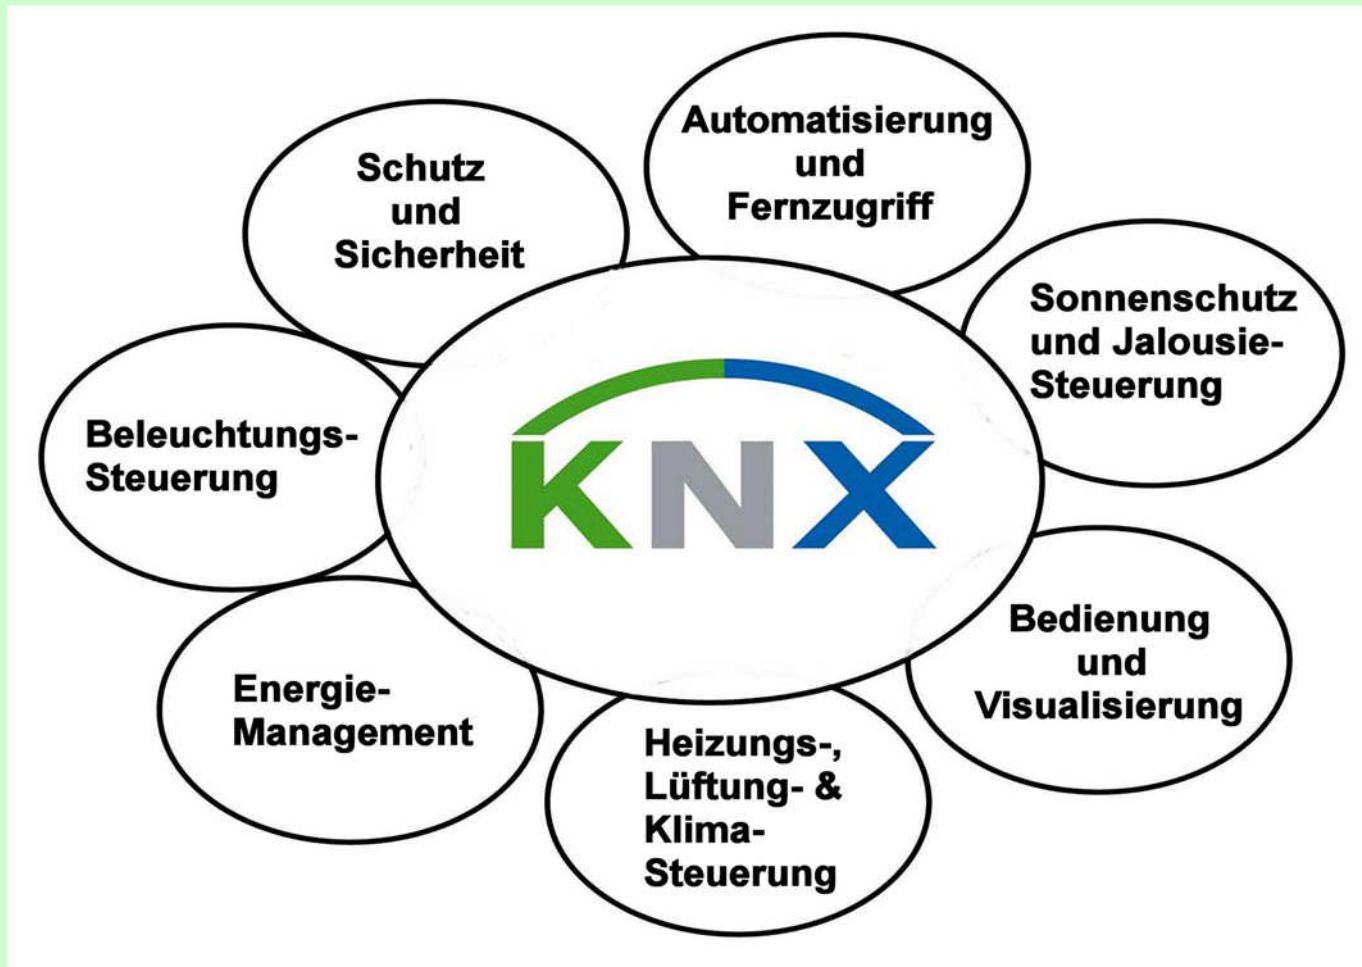 Automatisierung
und
Fernzugriff
Schutz
und
Sicherheit
Sonnenschutz
und Jalousie-
Steuerung
Beleuchtungs-
Steuerung
KNX
Bedienung
und
Visualisierung
Energie-
Management
Heizungs-,
Lüftung- &
Klima-
Steuerung